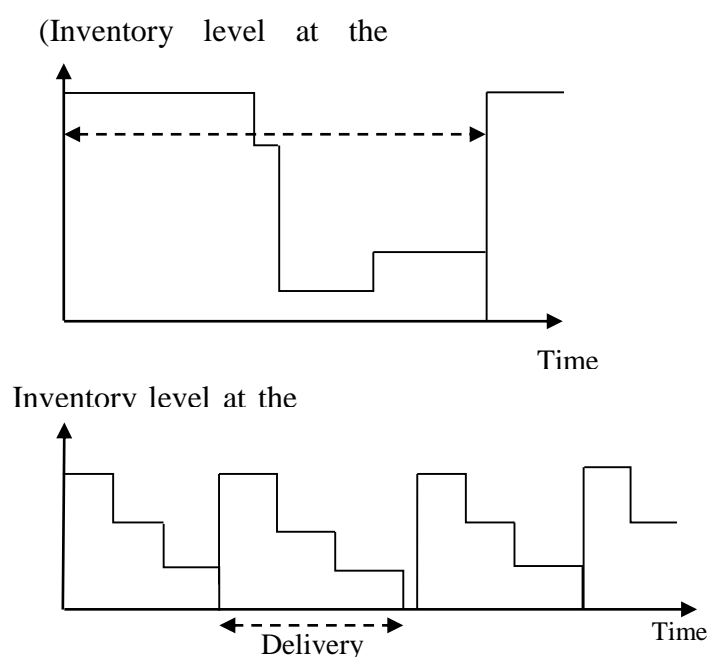 (Inventory level at the
Time
Inventory level at the
Time
Delivery